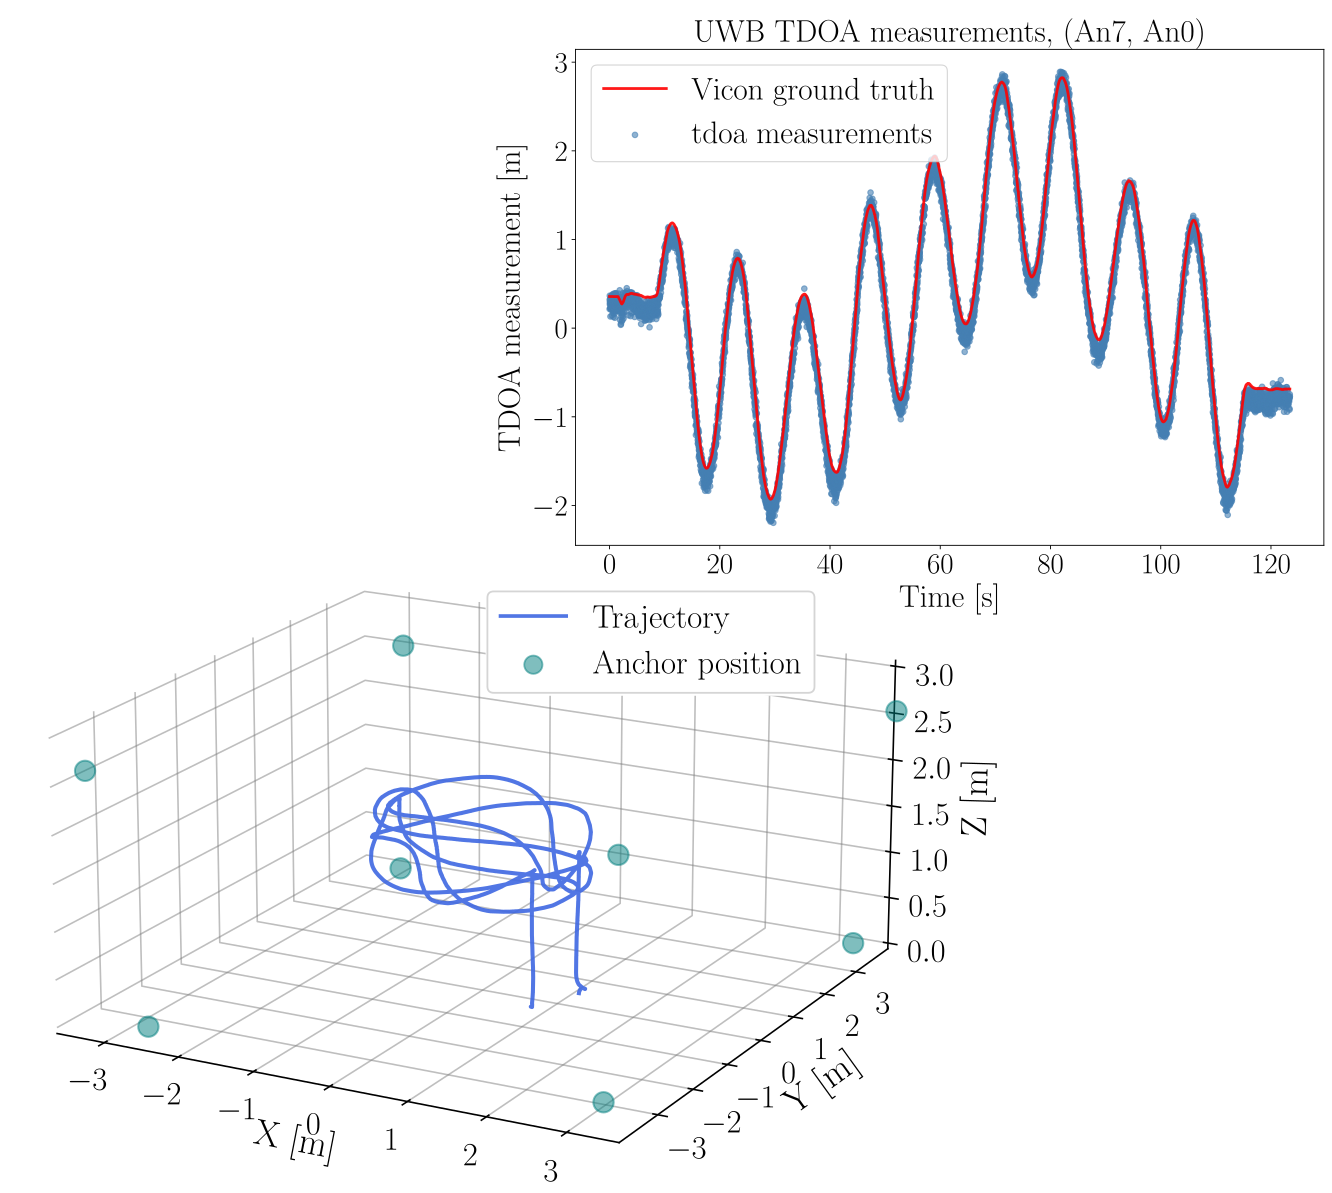 UWB TDOA measurements, (An7, An0)
Vicon ground truth
tdoa measurements
TDOA measurement [m]
3
2
1
0
−1
−2
0 20 40 60 80 100 120
Time [s]
Trajectory
Anchor position
3.0
2.5
2.0
1.5
1.0
0.5
0.0
Z [m]
−3 −2 −1 0 1 2 3
X [m]
−3 −2 −1 0 1 2 3
Y [m]